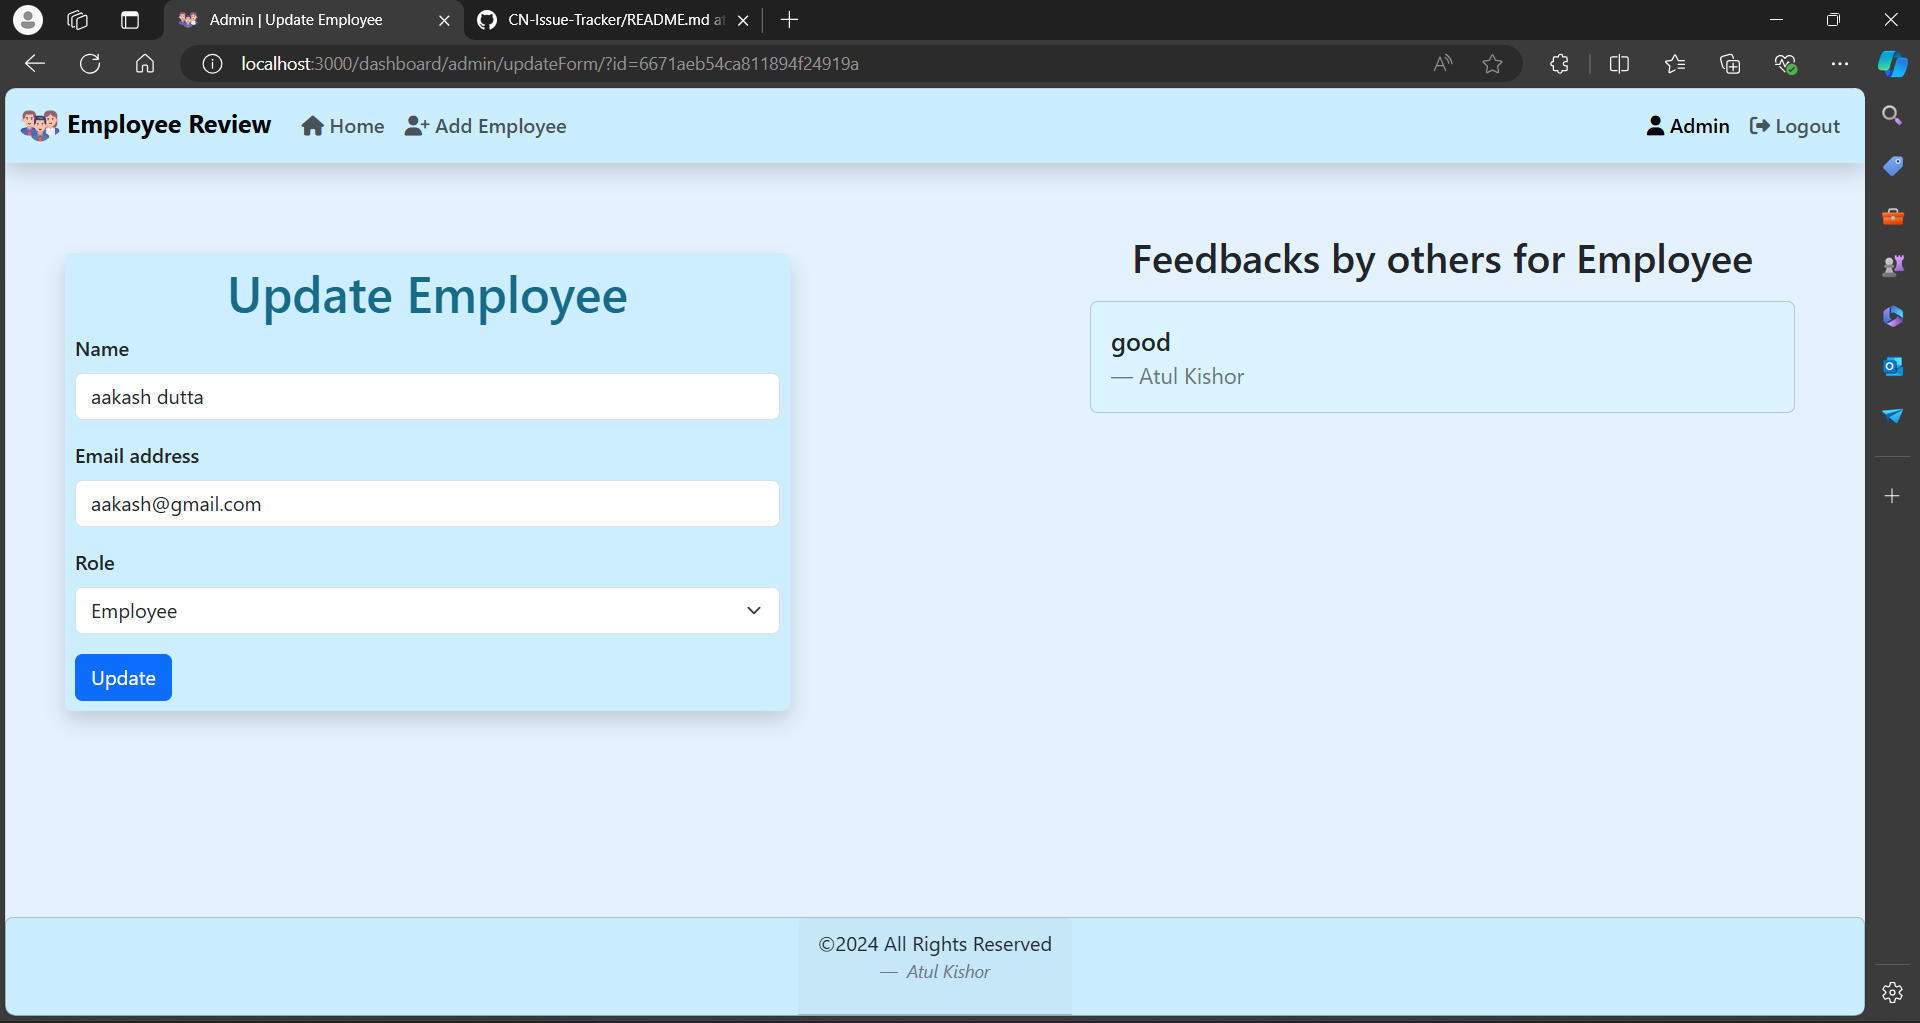 Admin | Update Employee
CN-Issue-Tracker/README.md at
localhost:3000/dashboard/admin/updateForm/?id=6671aeb54ca811894f24919a
Employee Review
Home
Add Employee
Admin
Logout
Update Employee
Name
aakash dutta
Email address
aakash@gmail.com
Role
Employee
Update
Feedbacks by others for Employee
good
— Atul Kishor
©2024 All Rights Reserved
— Atul Kishor